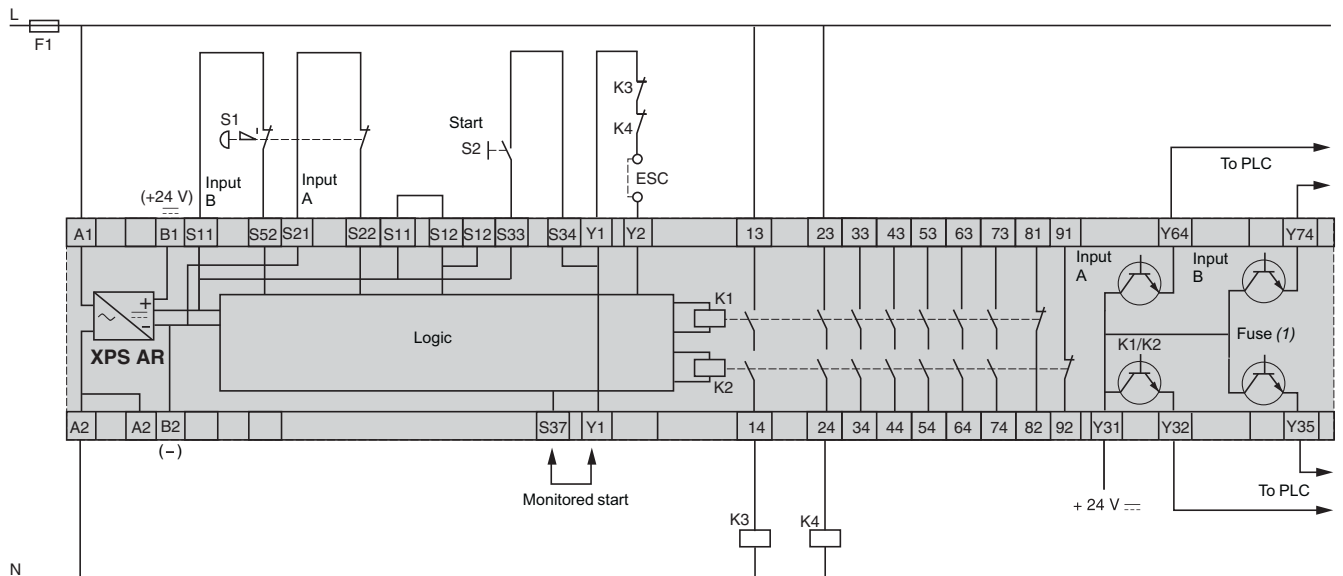 L
F1
K3
S1
Start
K4
S2
To PLC
ESC
(+24 V)
Input B
Input A
A1 B1 S11 S52 S21 S22 S11 S12 S12 S33 S34 Y1 Y2 13 23 33 43 53 63 73 81 91 Y64 Y74
Input A
Input B
K1
+
-
Logic
Fuse (1)
XPS AR
K1/K2
K2
A2 A2 B2 S37 Y1 14 24 34 44 54 64 74 82 92 Y31 Y32 Y35
(–)
Monitored start
To PLC
+ 24 V
K3 K4
N